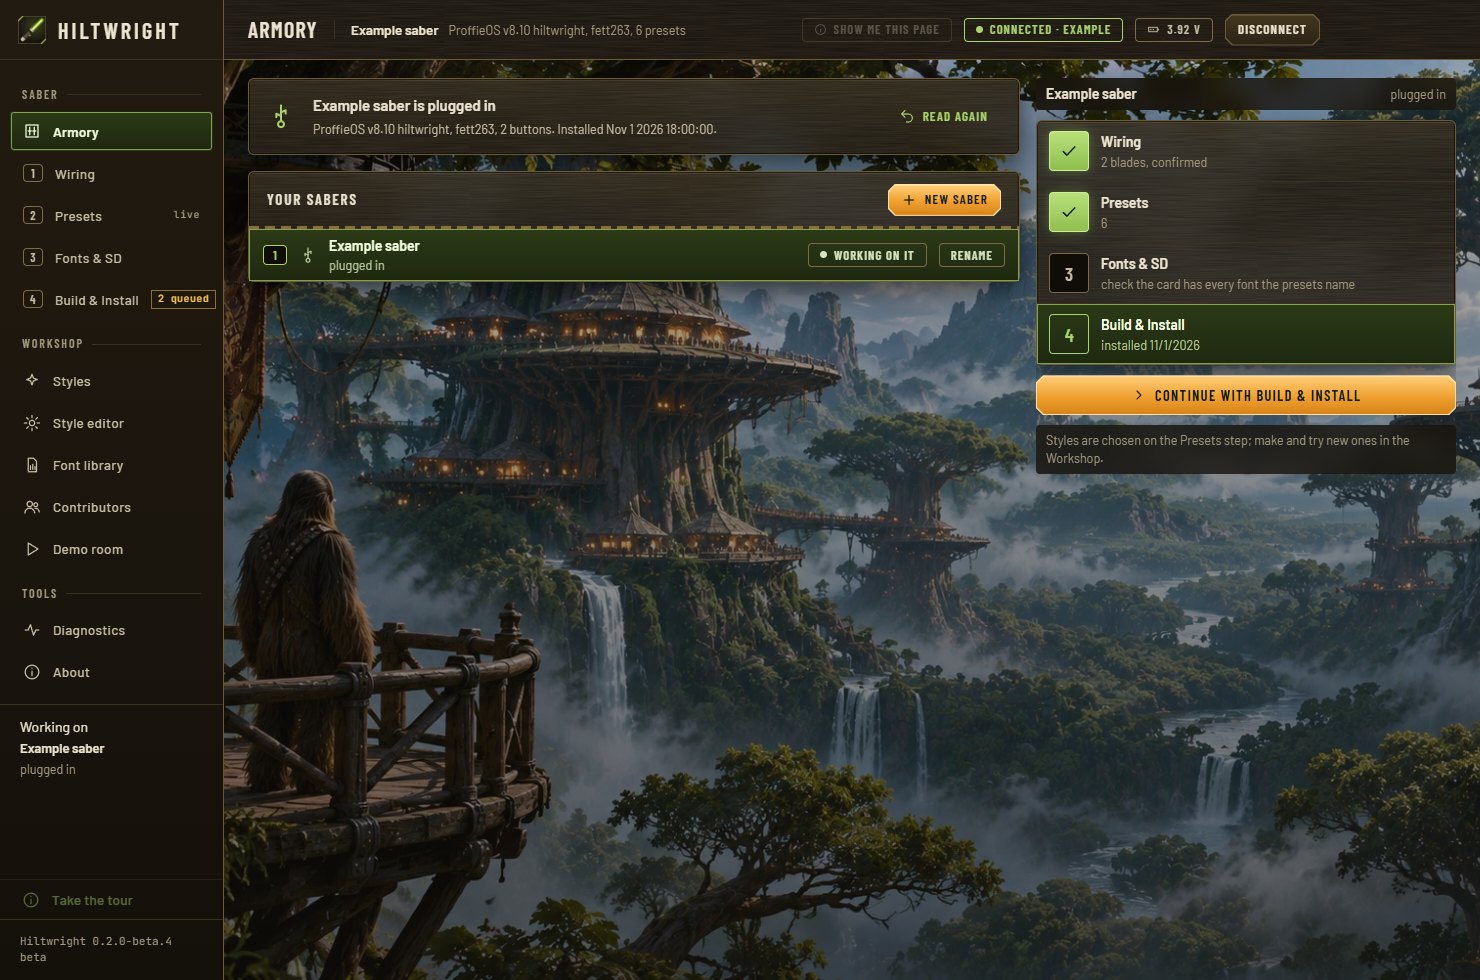 HILTWRIGHT
ARMORY
Example saber ProffieOS v8.10 hiltwright, fett263, 6 presets
SHOW ME THIS PAGE
CONNECTED · EXAMPLE
3.92 V
DISCONNECT
SABER
Armory
1 Wiring
2 Presets live
3 Fonts & SD
4 Build & Install 2 queued
WORKSHOP
Styles
Style editor
Font library
Contributors
Demo room
TOOLS
Diagnostics
About
Working on
Example saber
plugged in
Take the tour
Hiltwright 0.2.0-beta.4
beta
Example saber is plugged in
ProffieOS v8.10 hiltwright, fett263, 2 buttons. Installed Nov 1 2026 18:00:00.
READ AGAIN
YOUR SABERS
NEW SABER
1 Example saber
plugged in
WORKING ON IT
RENAME
Example saber plugged in
Wiring
2 blades, confirmed
Presets
6
3 Fonts & SD
check the card has every font the presets name
4 Build & Install
installed 11/1/2026
CONTINUE WITH BUILD & INSTALL
Styles are chosen on the Presets step; make and try new ones in the
Workshop.